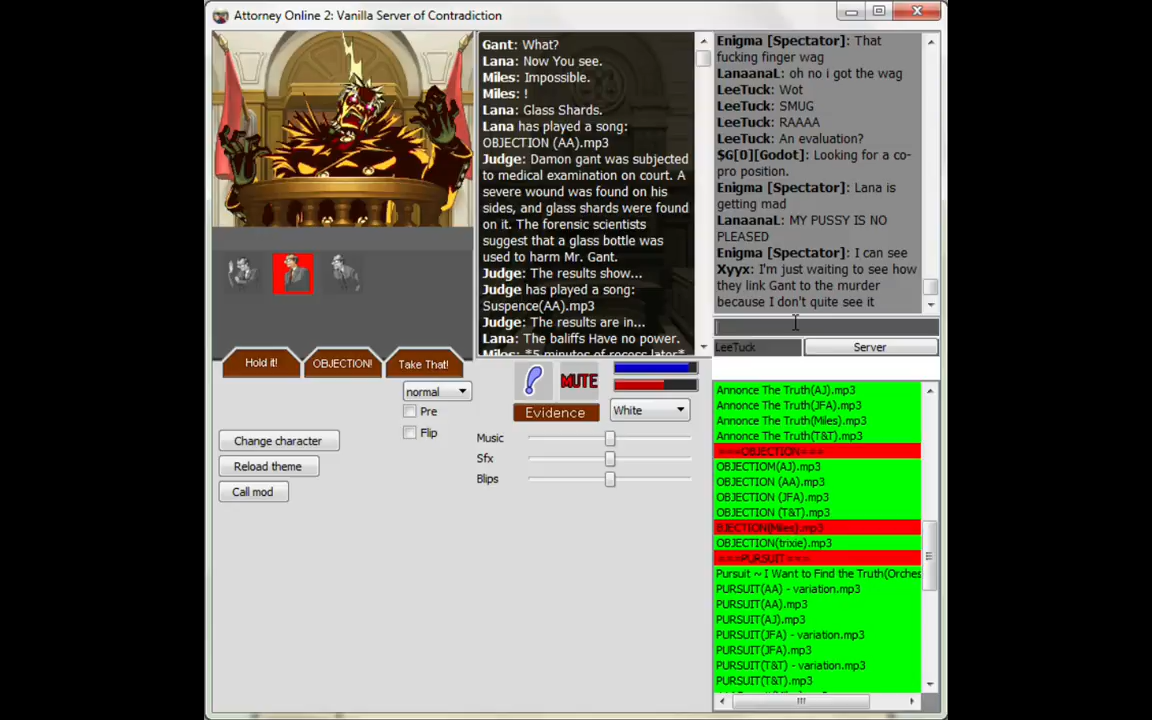 Attorney Online 2: Vanilla Server of Contradiction
Gant: What?
Lana: Now You see.
Miles: Impossible.
Miles: !
Lana: Glass Shards.
Lana has played a song:
OBJECTION (AA).mp3
Judge: Damon gant was subjected
to medical examination on court. A
severe wound was found on his
sides, and glass shards were found
on it. The forensic scientists
suggest that a glass bottle was
used to harm Mr. Gant.
Judge: The results show...
Judge has played a song:
Suspence(AA).mp3
Judge: The results are in...
Lana: The baliffs Have no power.
Miles: *5 minutes of recess later*
Enigma [Spectator]: That
fucking finger wag
LanaanaL: oh no i got the wag
LeeTuck: Wot
LeeTuck: SMUG
LeeTuck: RAAAA
LeeTuck: An evaluation?
$G[0][Godot]: Looking for a co-
pro position.
Enigma [Spectator]: Lana is
getting mad
LanaanaL: MY PUSSY IS NO
PLEASED
Enigma [Spectator]: I can see
Xyyx: I'm just waiting to see how
they link Gant to the murder
because I don't quite see it
LeeTuck
Server
Hold it!
OBJECTION!
Take That!
normal
Pre
Flip
MUTE
Evidence
White
Change character
Reload theme
Call mod
Music
Sfx
Blips
Annonce The Truth(AJ).mp3
Annonce The Truth(JFA).mp3
Annonce The Truth(Miles).mp3
Annonce The Truth(T&T).mp3
===OBJECTION===
OBJECTIOM(AJ).mp3
OBJECTION (AA).mp3
OBJECTION (JFA).mp3
OBJECTION (T&T).mp3
BJECTION(Miles).mp3
OBJECTION(trixie).mp3
===PURSUIT===
Pursuit ~ I Want to Find the Truth(Orches
PURSUIT(AA) - variation.mp3
PURSUIT(AA).mp3
PURSUIT(AJ).mp3
PURSUIT(JFA) - variation.mp3
PURSUIT(JFA).mp3
PURSUIT(T&T) - variation.mp3
PURSUIT(T&T).mp3